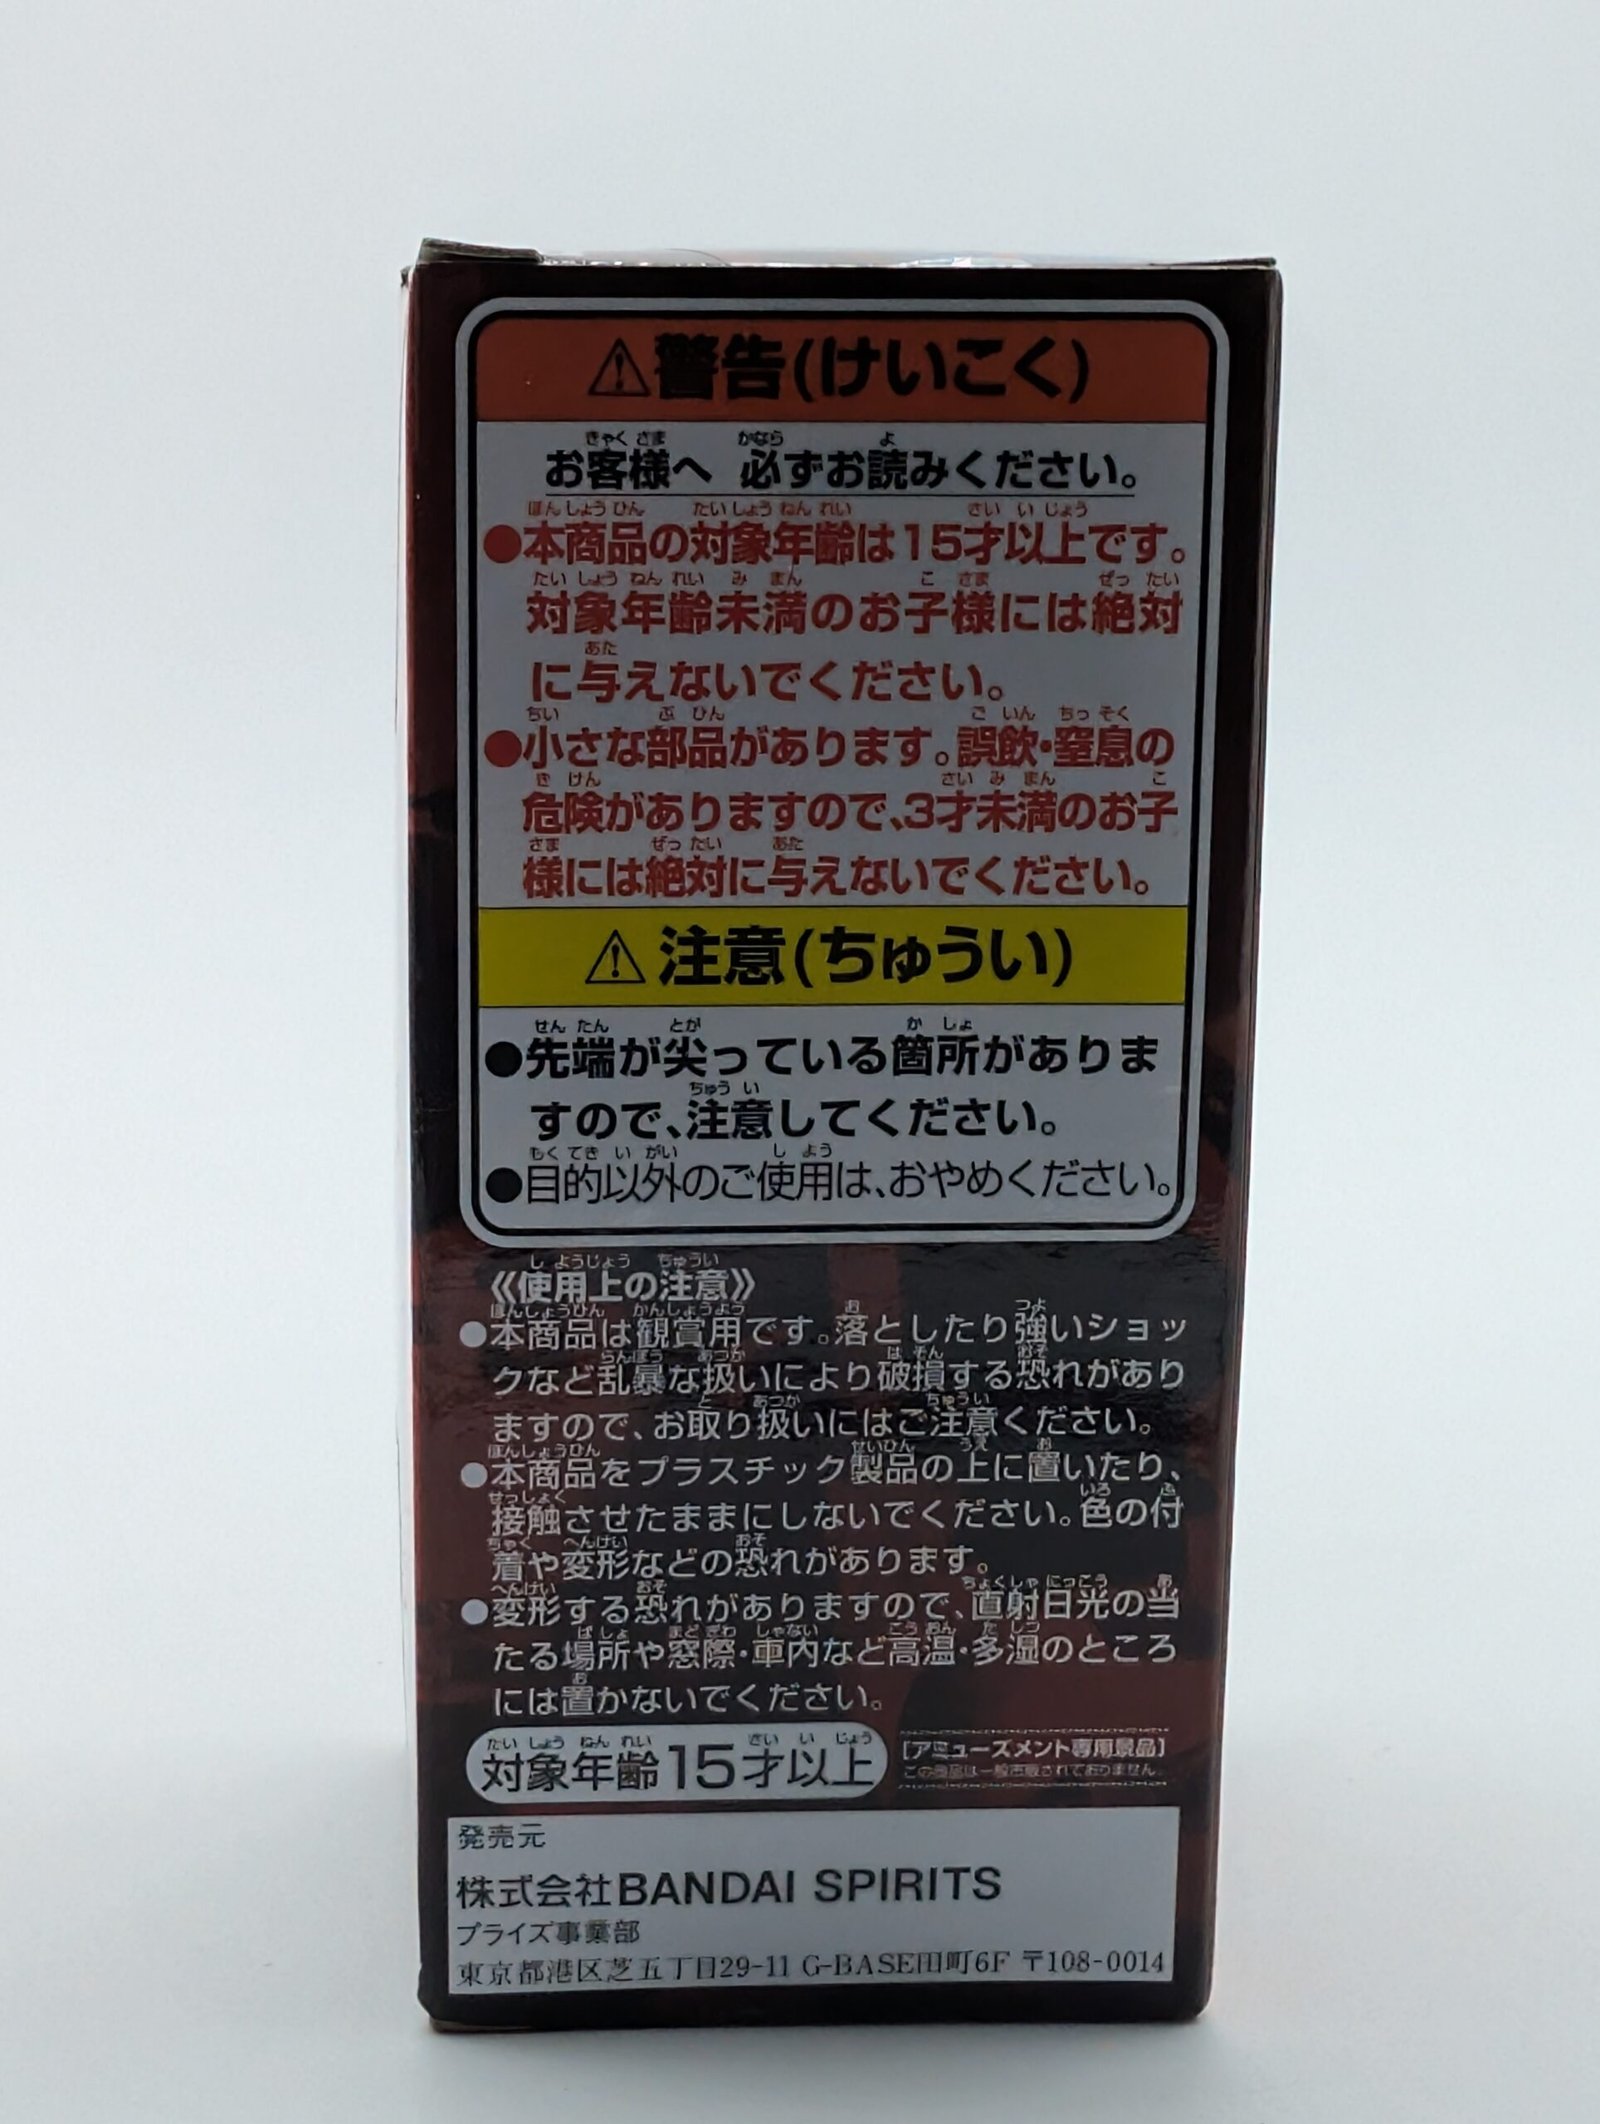 ⚠警告(けいこく)
お客様へ 必ずお読みください。
●本商品の対象年齢は15才以上です。
対象年齢未満のお子様には絶対
に与えないでください。
●小さな部品があります。誤飲・窒息の
危険がありますので、3才未満のお子
様には絶対に与えないでください。
⚠注意(ちゅうい)
●先端が尖っている箇所がありま
すので、注意してください。
●目的以外のご使用は、おやめください。
《使用上の注意》
●本商品は観賞用です。落としたり強いショッ
クなど乱暴な扱いにより破損する恐れがあり
ますので、お取り扱いにはご注意ください。
●本商品をプラスチック製品の上に置いたり、
接触させたままにしないでください。色の付
着や変形などの恐れがあります。
●変形する恐れがありますので、直射日光の当
たる場所や窓際・車内など高温・多湿のところ
には置かないでください。
対象年齢15才以上
[アミューズメント専用景品]
この商品は一般市販されておりません。
発売元
株式会社BANDAI SPIRITS
プライズ事業部
東京都港区芝五丁目29-11 G-BASE田町6F 〒108-0014